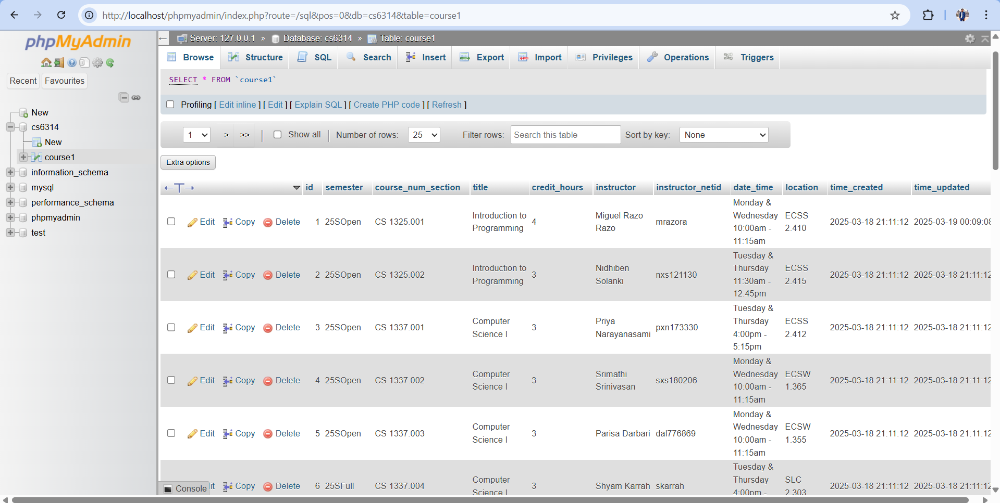 http://localhost/phpmyadmin/index.php?route=/sql&pos=0&db=cs6314&table=course1
phpMyAdmin
Recent Favourites
New
cs6314
New
course1
information_schema
mysql
performance_schema
phpmyadmin
test
Server: 127.0.0.1 » Database: cs6314 » Table: course1
Browse Structure SQL Search Insert Export Import Privileges Operations Triggers
SELECT * FROM `course1`
Profiling [ Edit inline ] [ Edit ] [ Explain SQL ] [ Create PHP code ] [ Refresh ]
1 > >> Show all Number of rows: 25 Filter rows: Search this table Sort by key: None
Extra options
←T→ id semester course_num_section title credit_hours instructor instructor_netid date_time location time_created time_updated
Edit Copy Delete 1 25SOpen CS 1325.001 Introduction to Programming 4 Miguel Razo Razo mrazora Monday & Wednesday 10:00am - 11:15am ECSS 2.410 2025-03-18 21:11:12 2025-03-19 00:09:08
Edit Copy Delete 2 25SOpen CS 1325.002 Introduction to Programming 3 Nidhiben Solanki nxs121130 Tuesday & Thursday 11:30am - 12:45pm ECSS 2.415 2025-03-18 21:11:12 2025-03-18 21:11:12
Edit Copy Delete 3 25SOpen CS 1337.001 Computer Science I 3 Priya Narayanasami pxn173330 Tuesday & Thursday 4:00pm - 5:15pm ECSS 2.412 2025-03-18 21:11:12 2025-03-18 21:11:12
Edit Copy Delete 4 25SOpen CS 1337.002 Computer Science I 3 Srimathi Srinivasan sxs180206 Monday & Wednesday 10:00am - 11:15am ECSW 1.365 2025-03-18 21:11:12 2025-03-18 21:11:12
Edit Copy Delete 5 25SOpen CS 1337.003 Computer Science I 3 Parisa Darbari dal776869 Monday & Wednesday 10:00am - 11:15am ECSW 1.355 2025-03-18 21:11:12 2025-03-18 21:11:12
Console it Copy Delete 6 25SFull CS 1337.004 Computer Science I 3 Shyam Karrah skarrah Tuesday & Thursday 4:00pm - SLC 2.303 2025-03-18 21:11:12 2025-03-18 21:11:12